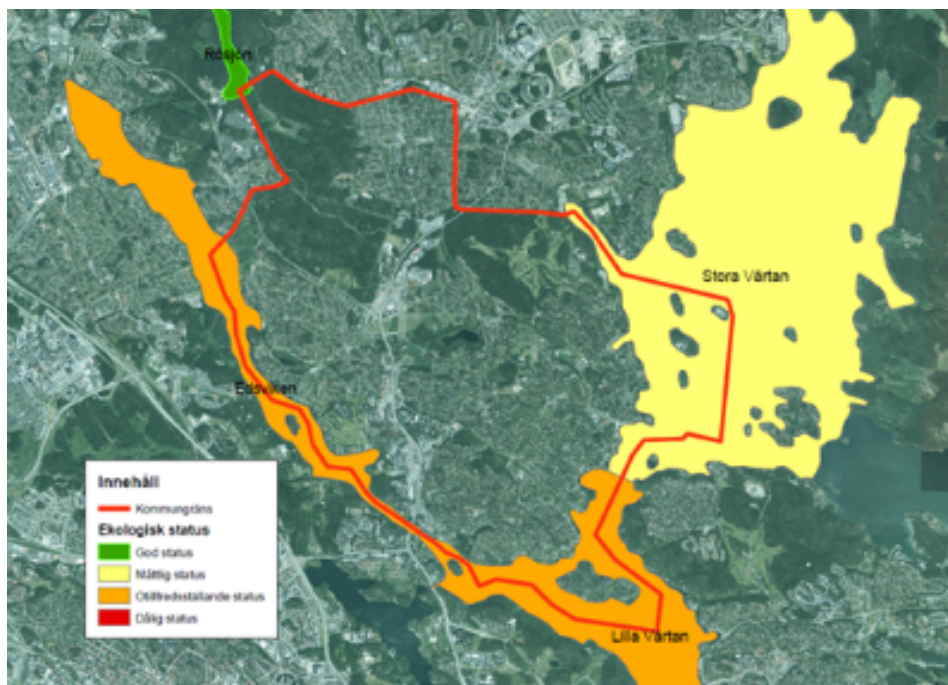 Rösjön
Stora Värtan
Edsviken
Innehåll
Kommungräns
Ekologisk status
God status
Måttlig status
Otillfredsställande status
Dålig status
Lilla Värtan